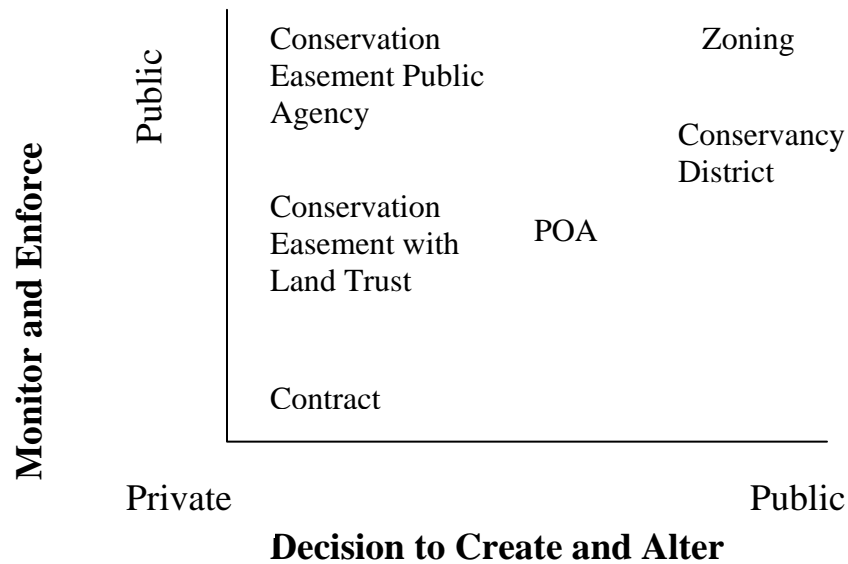 Monitor and Enforce
Public
Conservation
Easement Public
Agency
Zoning
Conservancy
District
Conservation
Easement with
Land Trust
POA
Contract
Private
Public
Decision to Create and Alter